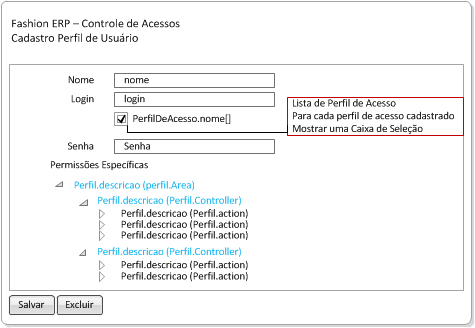 Fashion ERP – Controle de Acessos
Cadastro Perfil de Usuário
Nome nome
Login login
PerfilDeAcesso.nome[]
Lista de Perfil de Acesso
Para cada perfil de acesso cadastrado
Mostrar uma Caixa de Seleção
Senha Senha
Permissões Específicas
Perfil.descricao (perfil.Area)
Perfil.descricao (Perfil.Controller)
Perfil.descricao (Perfil.action)
Perfil.descricao (Perfil.action)
Perfil.descricao (Perfil.action)
Perfil.descricao (Perfil.Controller)
Perfil.descricao (Perfil.action)
Perfil.descricao (Perfil.action)
Salvar Excluir